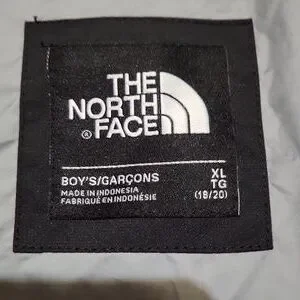 THE
NORTH
FACE
®
BOY'S/GARÇONS
MADE IN INDONESIA
FABRIQUÉ EN INDONÉSIE
XL
TG
(18/20)